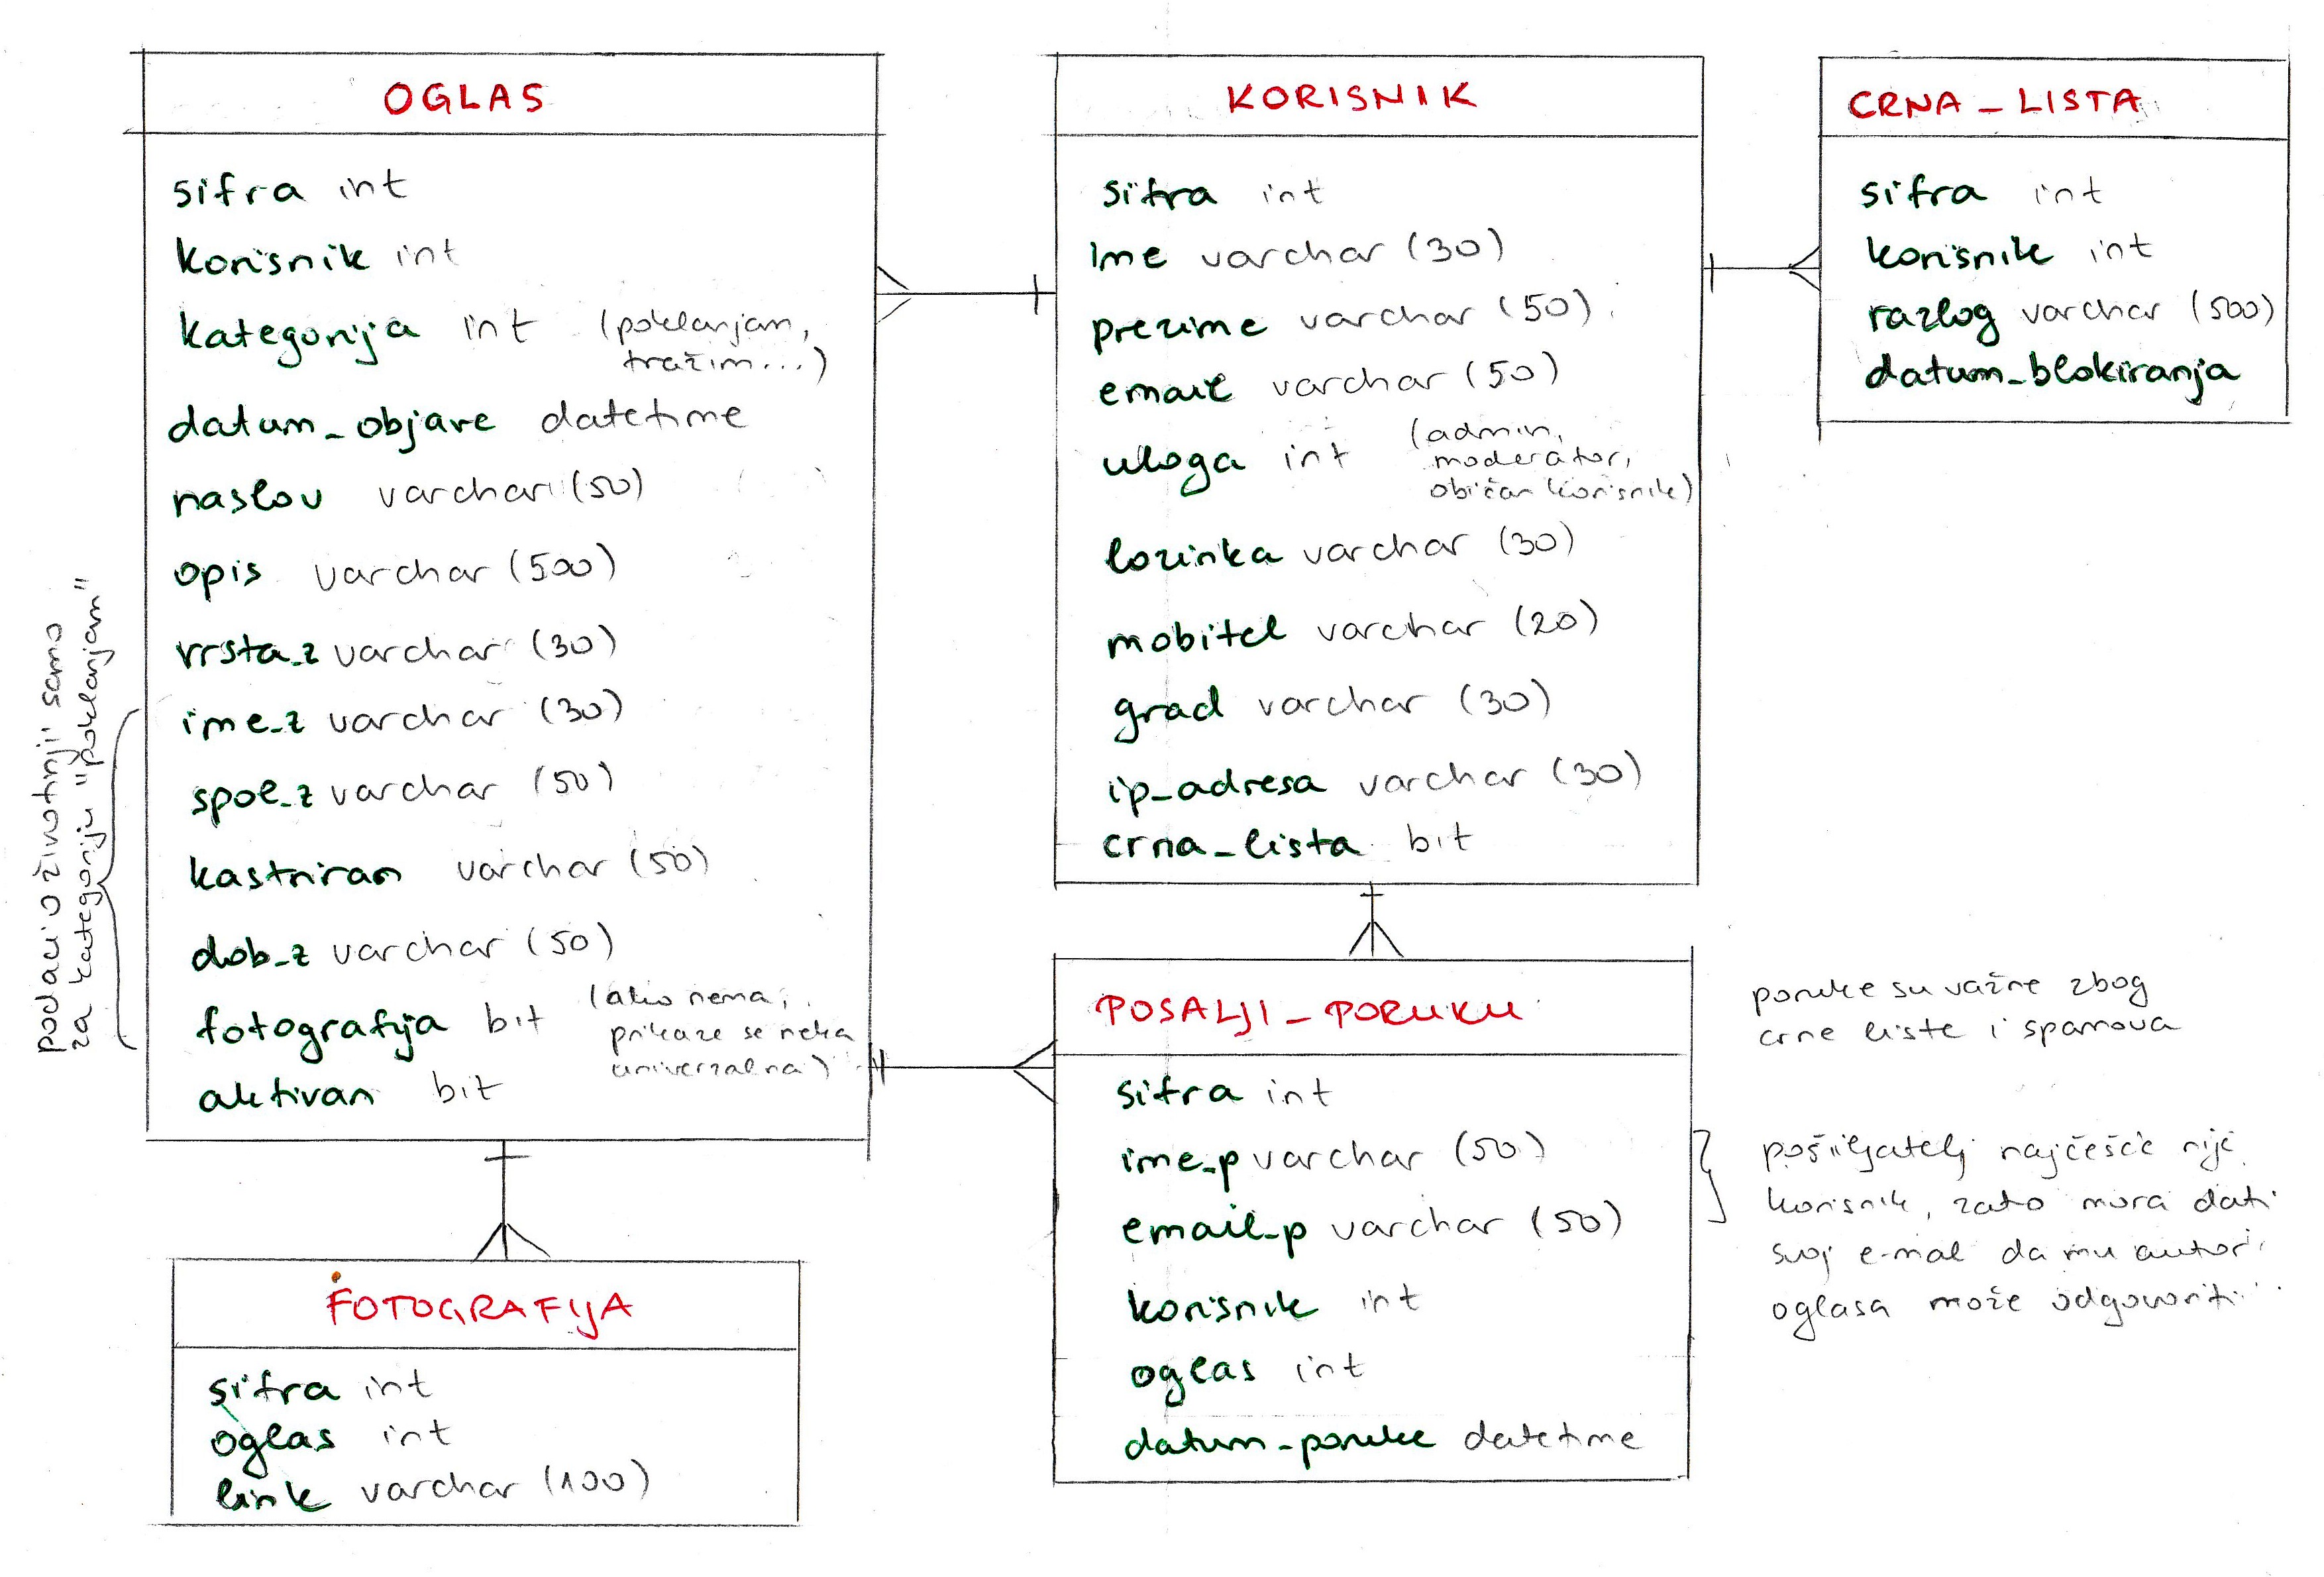 OGLAS
sifra int
korisnik int
kategorija int (poklanjam,
tražim...)
datum_objave datetime
naslov varchar (50)
opis varchar (500)
vrsta_z varchar (30)
ime_z varchar (30)
spol_z varchar (50)
kastriran varchar (50)
dob_z varchar (50)
fotografija bit (ako nema,
prikaze se neka
univerzalna)
aktivan bit
podaci o životinji samo
za kategoriju "poklanjam"
KORISNIK
sifra int
ime varchar (30)
prezime varchar (50)
email varchar (50)
uloga int (admin,
moderator,
običan korisnik)
lozinka varchar (30)
mobitel varchar (20)
grad varchar (30)
ip_adresa varchar (30)
crna_lista bit
CRNA_LISTA
sifra int
korisnik int
razlog varchar (500)
datum_blokiranja
POSALJI_PORUKU
sifra int
ime_p varchar (50)
email_p varchar (50)
korisnik int
oglas int
datum_poruke datetime
poruke su važne zbog
crne liste i spamova
pošiljatelj najčešće nije
korisnik, zato mora dati
svoj e-mail da mu autor
oglasa može odgovoriti
FOTOGRAFIJA
sifra int
oglas int
link varchar (100)